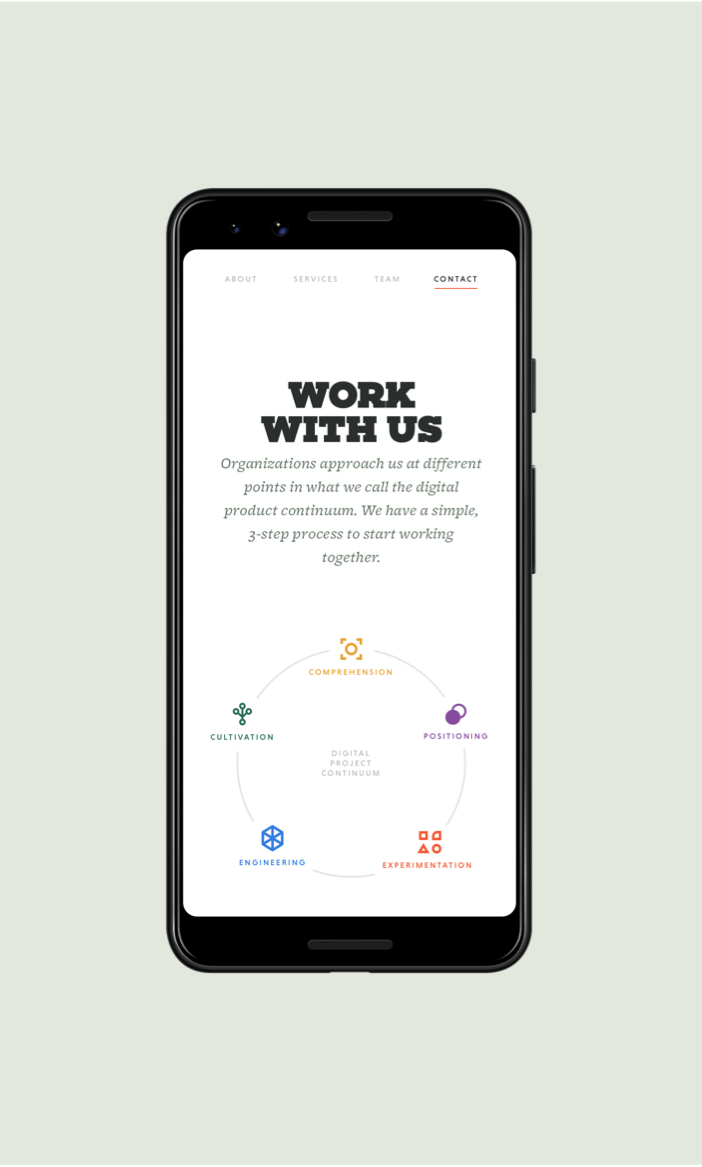 ABOUT SERVICES TEAM CONTACT
WORK
WITH US
Organizations approach us at different
points in what we call the digital
product continuum. We have a simple,
3-step process to start working
together.
COMPREHENSION
CULTIVATION
POSITIONING
DIGITAL
PROJECT
CONTINUUM
ENGINEERING
EXPERIMENTATION